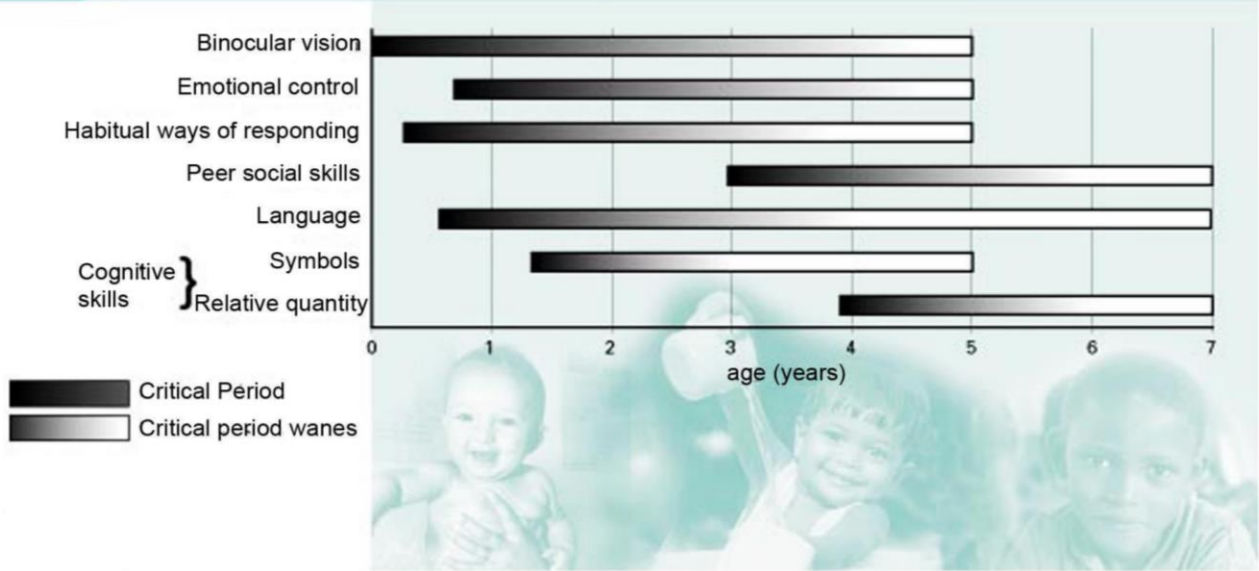 Binocular vision
Emotional control
Habitual ways of responding
Peer social skills
Language
Symbols
Cognitive
skills
}
Relative quantity
0 1 2 3 4 5 6 7
age (years)
Critical Period
Critical period wanes